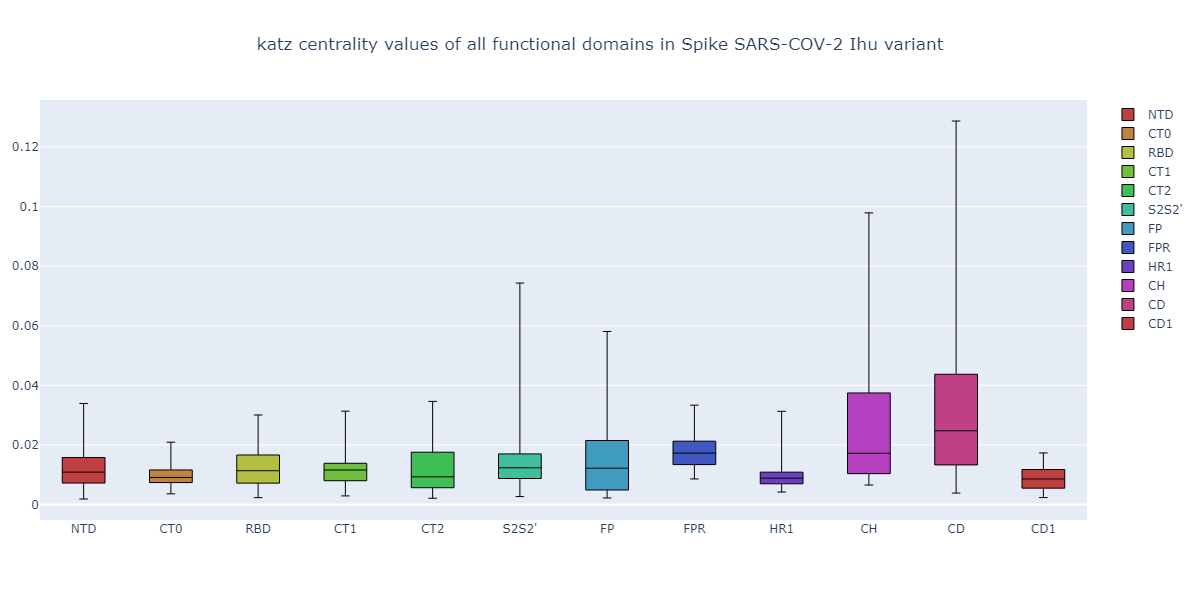 katz centrality values of all functional domains in Spike SARS-COV-2 Ihu variant
0.12
0.1
0.08
0.06
0.04
0.02
0
NTD CT0 RBD CT1 CT2 S2S2' FP FPR HR1 CH CD CD1
NTD
CT0
RBD
CT1
CT2
S2S2'
FP
FPR
HR1
CH
CD
CD1